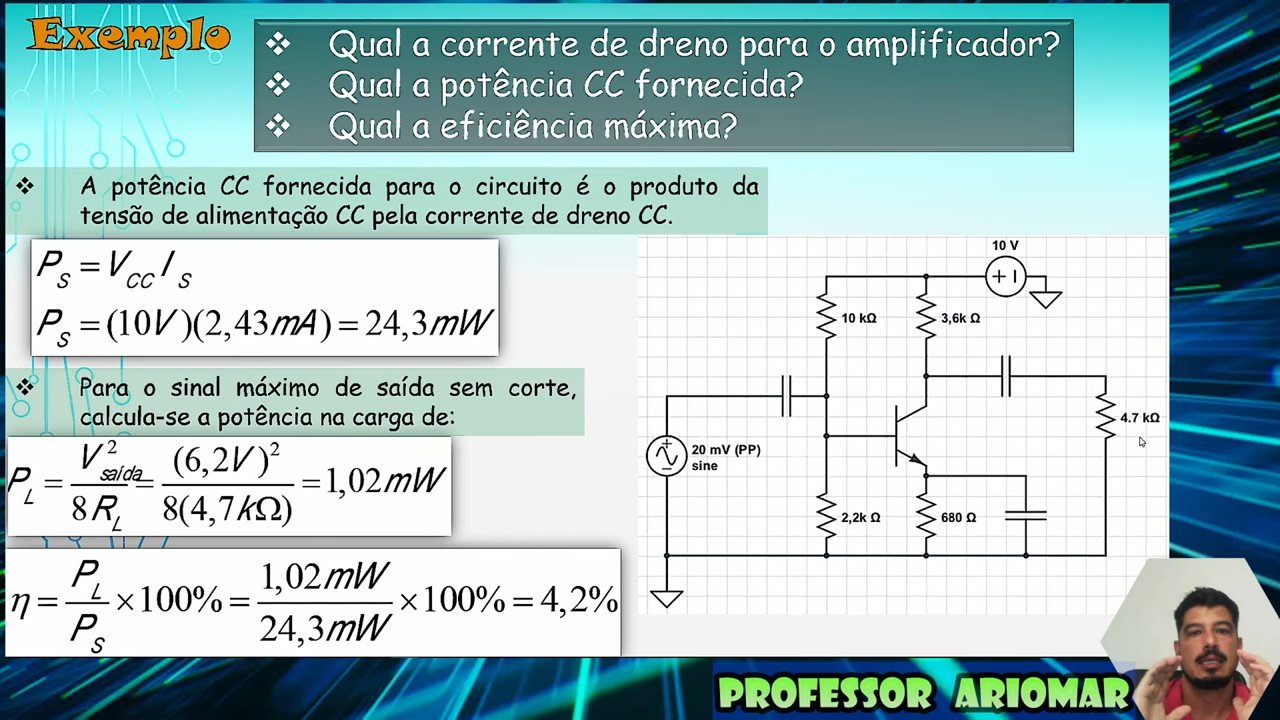 Exemplo
❖ Qual a corrente de dreno para o amplificador?
❖ Qual a potência CC fornecida?
❖ Qual a eficiência máxima?
❖ A potência CC fornecida para o circuito é o produto da
tensão de alimentação CC pela corrente de dreno CC.
P_S = V_CC I_S
P_S = (10V)(2,43mA) = 24,3mW
❖ Para o sinal máximo de saída sem corte,
calcula-se a potência na carga de:
P_L = V_saída² / 8R_L = (6,2V)² / 8(4,7kΩ) = 1,02mW
η = P_L / P_S ×100% = 1,02mW / 24,3mW ×100% = 4,2%
10 V
+
10 kΩ
3,6k Ω
4.7 kΩ
20 mV (PP)
sine
2,2k Ω
680 Ω
PROFESSOR ARIOMAR